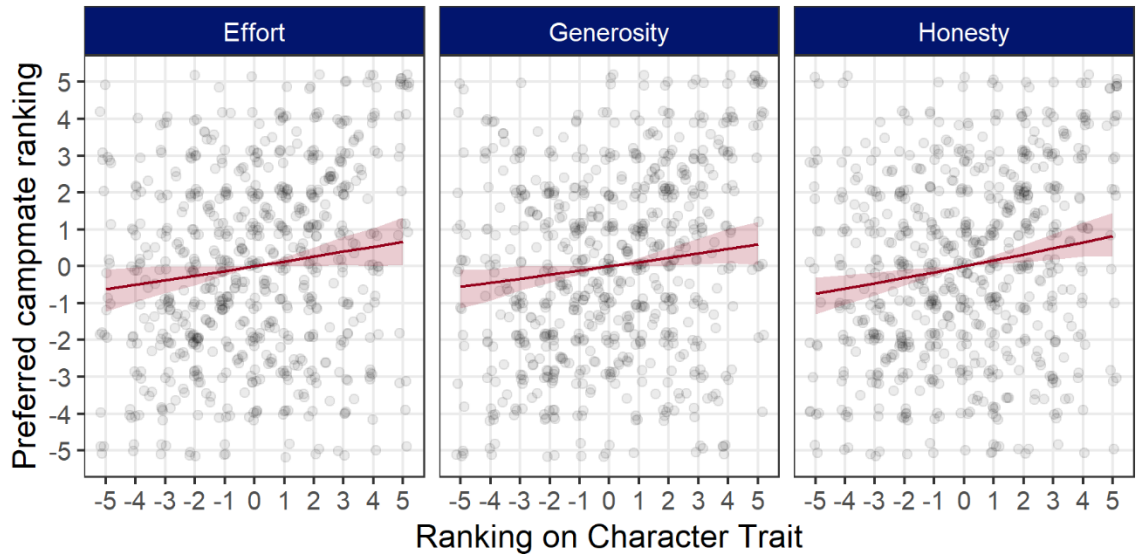 Effort
Generosity
Honesty
Preferred campmate ranking
5
4
3
2
1
0
-1
-2
-3
-4
-5
-5 -4 -3 -2 -1 0 1 2 3 4 5
-5 -4 -3 -2 -1 0 1 2 3 4 5
-5 -4 -3 -2 -1 0 1 2 3 4 5
Ranking on Character Trait